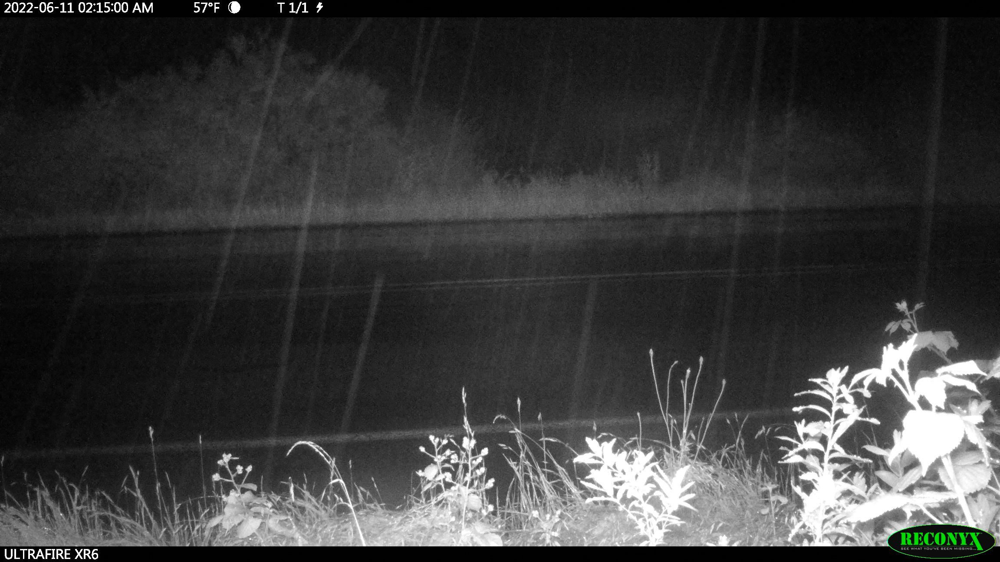 2022-06-11 02:15:00 AM 57°F T 1/1
ULTRAFIRE XR6
RECONYX
SEE WHAT YOU'VE BEEN MISSING...